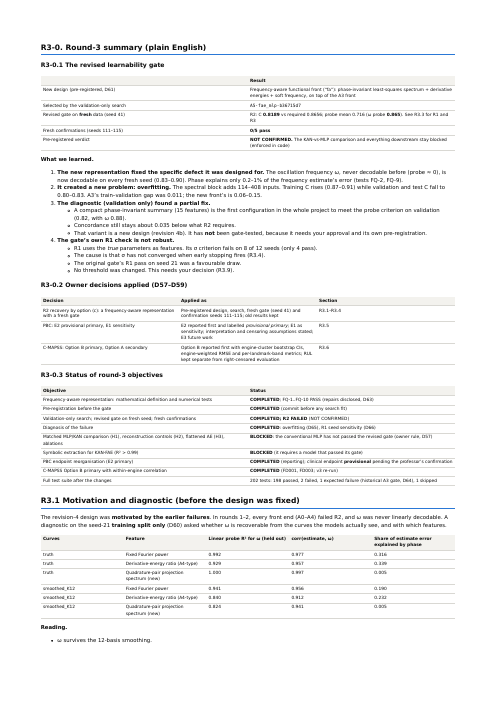 R3-0. Round-3 summary (plain English)
R3-0.1 The revised learnability gate
Result
New design (pre-registered, D61)
Frequency-aware functional front ("fa"): phase-invariant least-squares spectrum + derivative
energies + soft frequency, on top of the A3 front
Selected by the validation-only search
Revised gate on fresh data (seed 41)
R2: C 0.8189 vs required 0.8656; probe mean 0.716 (ω probe 0.865). See R3.3 for R1 and
R3
Fresh confirmations (seeds 111–115)
0/5 pass
Pre-registered verdict
NOT CONFIRMED. The KAN-vs-MLP comparison and everything downstream stay blocked
(enforced in code)
What we learned.
1. The new representation fixed the specific defect it was designed for. The oscillation frequency ω, never decodable before (probe ≈ 0), is
now decodable on every fresh seed (0.83–0.90). Phase explains only 0.2–1% of the frequency estimate's error (tests FQ-2, FQ-9).
2. It created a new problem: overfitting. The spectral block adds 114–408 inputs. Training C rises (0.87–0.91) while validation and test C fall to
0.80–0.83. A3's train–validation gap was 0.011; the new front's is 0.06–0.15.
3. The diagnostic (validation only) found a partial fix.
A compact phase-invariant summary (15 features) is the first configuration in the whole project to meet the probe criterion on validation
(0.82, with ω 0.88).
Concordance still stays about 0.035 below what R2 requires.
That variant is a new design (revision 4b). It has not been gate-tested, because it needs your approval and its own pre-registration.
4. The gate's own R1 check is not robust.
R1 uses the true parameters as features. Its σ criterion fails on 8 of 12 seeds (only 4 pass).
The cause is that σ has not converged when early stopping fires (R3.4).
The original gate's R1 pass on seed 21 was a favourable draw.
No threshold was changed. This needs your decision (R3.9).
R3-0.2 Owner decisions applied (D57–D59)
Decision
Applied as
Section
R2 recovery by option (c): a frequency-aware representation
with a fresh gate
Pre-registered design, search, fresh gate (seed 41) and
confirmation seeds 111–115; old results kept
R3.1–R3.4
PBC: E2 provisional primary, E1 sensitivity
E2 reported first and labelled provisional primary; E1 as
sensitivity; interpretation and censoring assumptions stated;
E3 future work
R3.5
C-MAPSS: Option B primary, Option A secondary
Option B reported first with engine-cluster bootstrap CIs,
engine-weighted RMSE and per-landmark-band metrics; RUL
kept separate from right-censored evaluation
R3.6
R3-0.3 Status of round-3 objectives
Objective
Status
Frequency-aware representation: mathematical definition and numerical tests
COMPLETED; FQ-1..FQ-10 PASS (repairs disclosed, D63)
Pre-registration before the gate
COMPLETED (commit before any search fit)
Validation-only search; revised gate on fresh seed; fresh confirmations
COMPLETED; R2 FAILED (NOT CONFIRMED)
Diagnosis of the failure
COMPLETED: overfitting (D65), R1 seed sensitivity (D66)
Matched MLP/KAN comparison (H1), reconstruction controls (H2), flattened AE (H3),
ablations
BLOCKED: the conventional MLP has not passed the revised gate (owner rule, D57)
Symbolic extraction for KAN-FAE (R² > 0.99)
BLOCKED (it requires a model that passed its gate)
PBC endpoint reorganisation (E2 primary)
COMPLETED (reporting); clinical endpoint provisional pending the professor's confirmation
C-MAPSS Option B primary with within-engine correlation
COMPLETED (FD001, FD003; v3 re-run)
Full test suite after the changes
202 tests: 198 passed, 2 failed, 1 expected failure (historical A3 gate, D64), 1 skipped
R3.1 Motivation and diagnostic (before the design was fixed)
The revision-4 design was motivated by the earlier failures. In rounds 1–2, every front end (A0–A4) failed R2, and ω was never linearly decodable. A
diagnostic on the seed-21 training split only (D60) asked whether ω is recoverable from the curves the models actually see, and with which features.
Curves
Feature
Linear probe R² for ω (held out)
corr(estimate, ω)
Share of estimate error
explained by phase
truth
Fixed Fourier power
0.992
0.977
0.316
truth
Derivative-energy ratio (A4-type)
0.929
0.957
0.339
truth
Quadrature-pair projection
spectrum (new)
1.000
0.997
0.005
smoothed_K12
Fixed Fourier power
0.941
0.956
0.190
smoothed_K12
Derivative-energy ratio (A4-type)
0.840
0.912
0.232
smoothed_K12
Quadrature-pair projection
spectrum (new)
0.824
0.941
0.005
Reading.
ω survives the 12-basis smoothing.